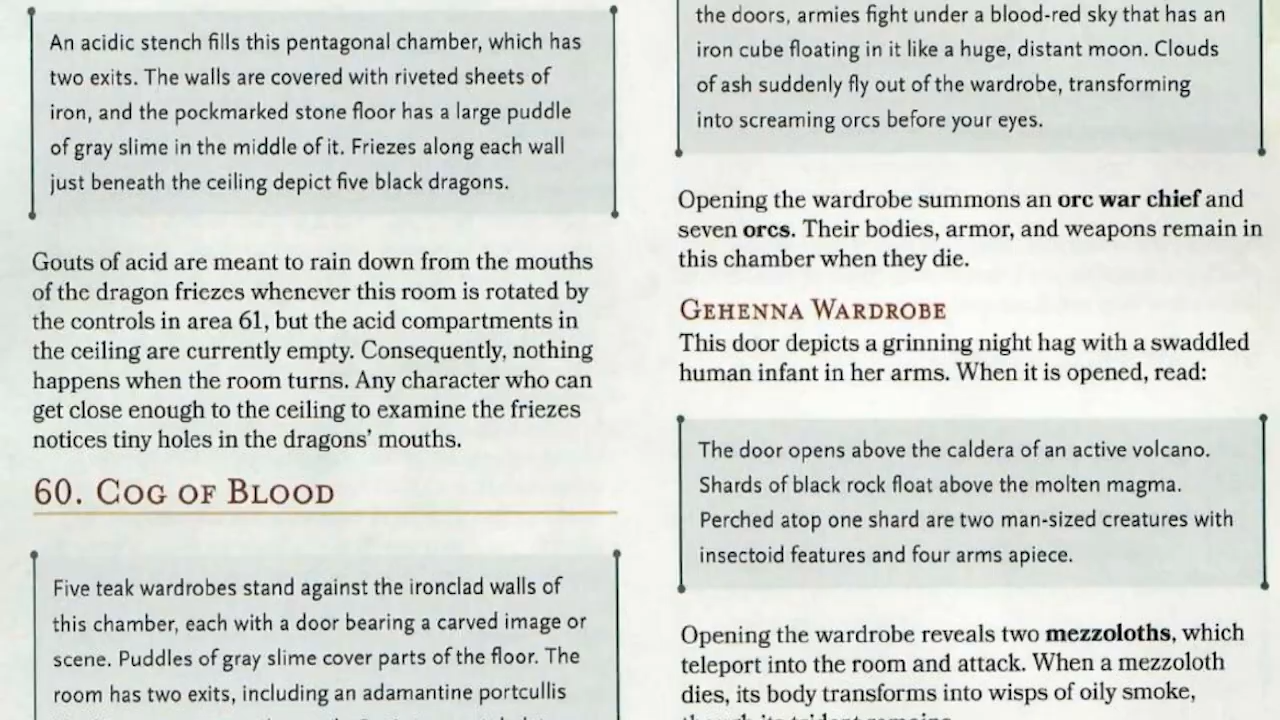 An acidic stench fills this pentagonal chamber, which has
two exits. The walls are covered with riveted sheets of
iron, and the pockmarked stone floor has a large puddle
of gray slime in the middle of it. Friezes along each wall
just beneath the ceiling depict five black dragons.
Gouts of acid are meant to rain down from the mouths
of the dragon friezes whenever this room is rotated by
the controls in area 61, but the acid compartments in
the ceiling are currently empty. Consequently, nothing
happens when the room turns. Any character who can
get close enough to the ceiling to examine the friezes
notices tiny holes in the dragons' mouths.
60. COG OF BLOOD
Five teak wardrobes stand against the ironclad walls of
this chamber, each with a door bearing a carved image or
scene. Puddles of gray slime cover parts of the floor. The
room has two exits, including an adamantine portcullis
the doors, armies fight under a blood-red sky that has an
iron cube floating in it like a huge, distant moon. Clouds
of ash suddenly fly out of the wardrobe, transforming
into screaming orcs before your eyes.
Opening the wardrobe summons an orc war chief and
seven orcs. Their bodies, armor, and weapons remain in
this chamber when they die.
GEHENNA WARDROBE
This door depicts a grinning night hag with a swaddled
human infant in her arms. When it is opened, read:
The door opens above the caldera of an active volcano.
Shards of black rock float above the molten magma.
Perched atop one shard are two man-sized creatures with
insectoid features and four arms apiece.
Opening the wardrobe reveals two mezzoloths, which
teleport into the room and attack. When a mezzoloth
dies, its body transforms into wisps of oily smoke,
though its trident remains.